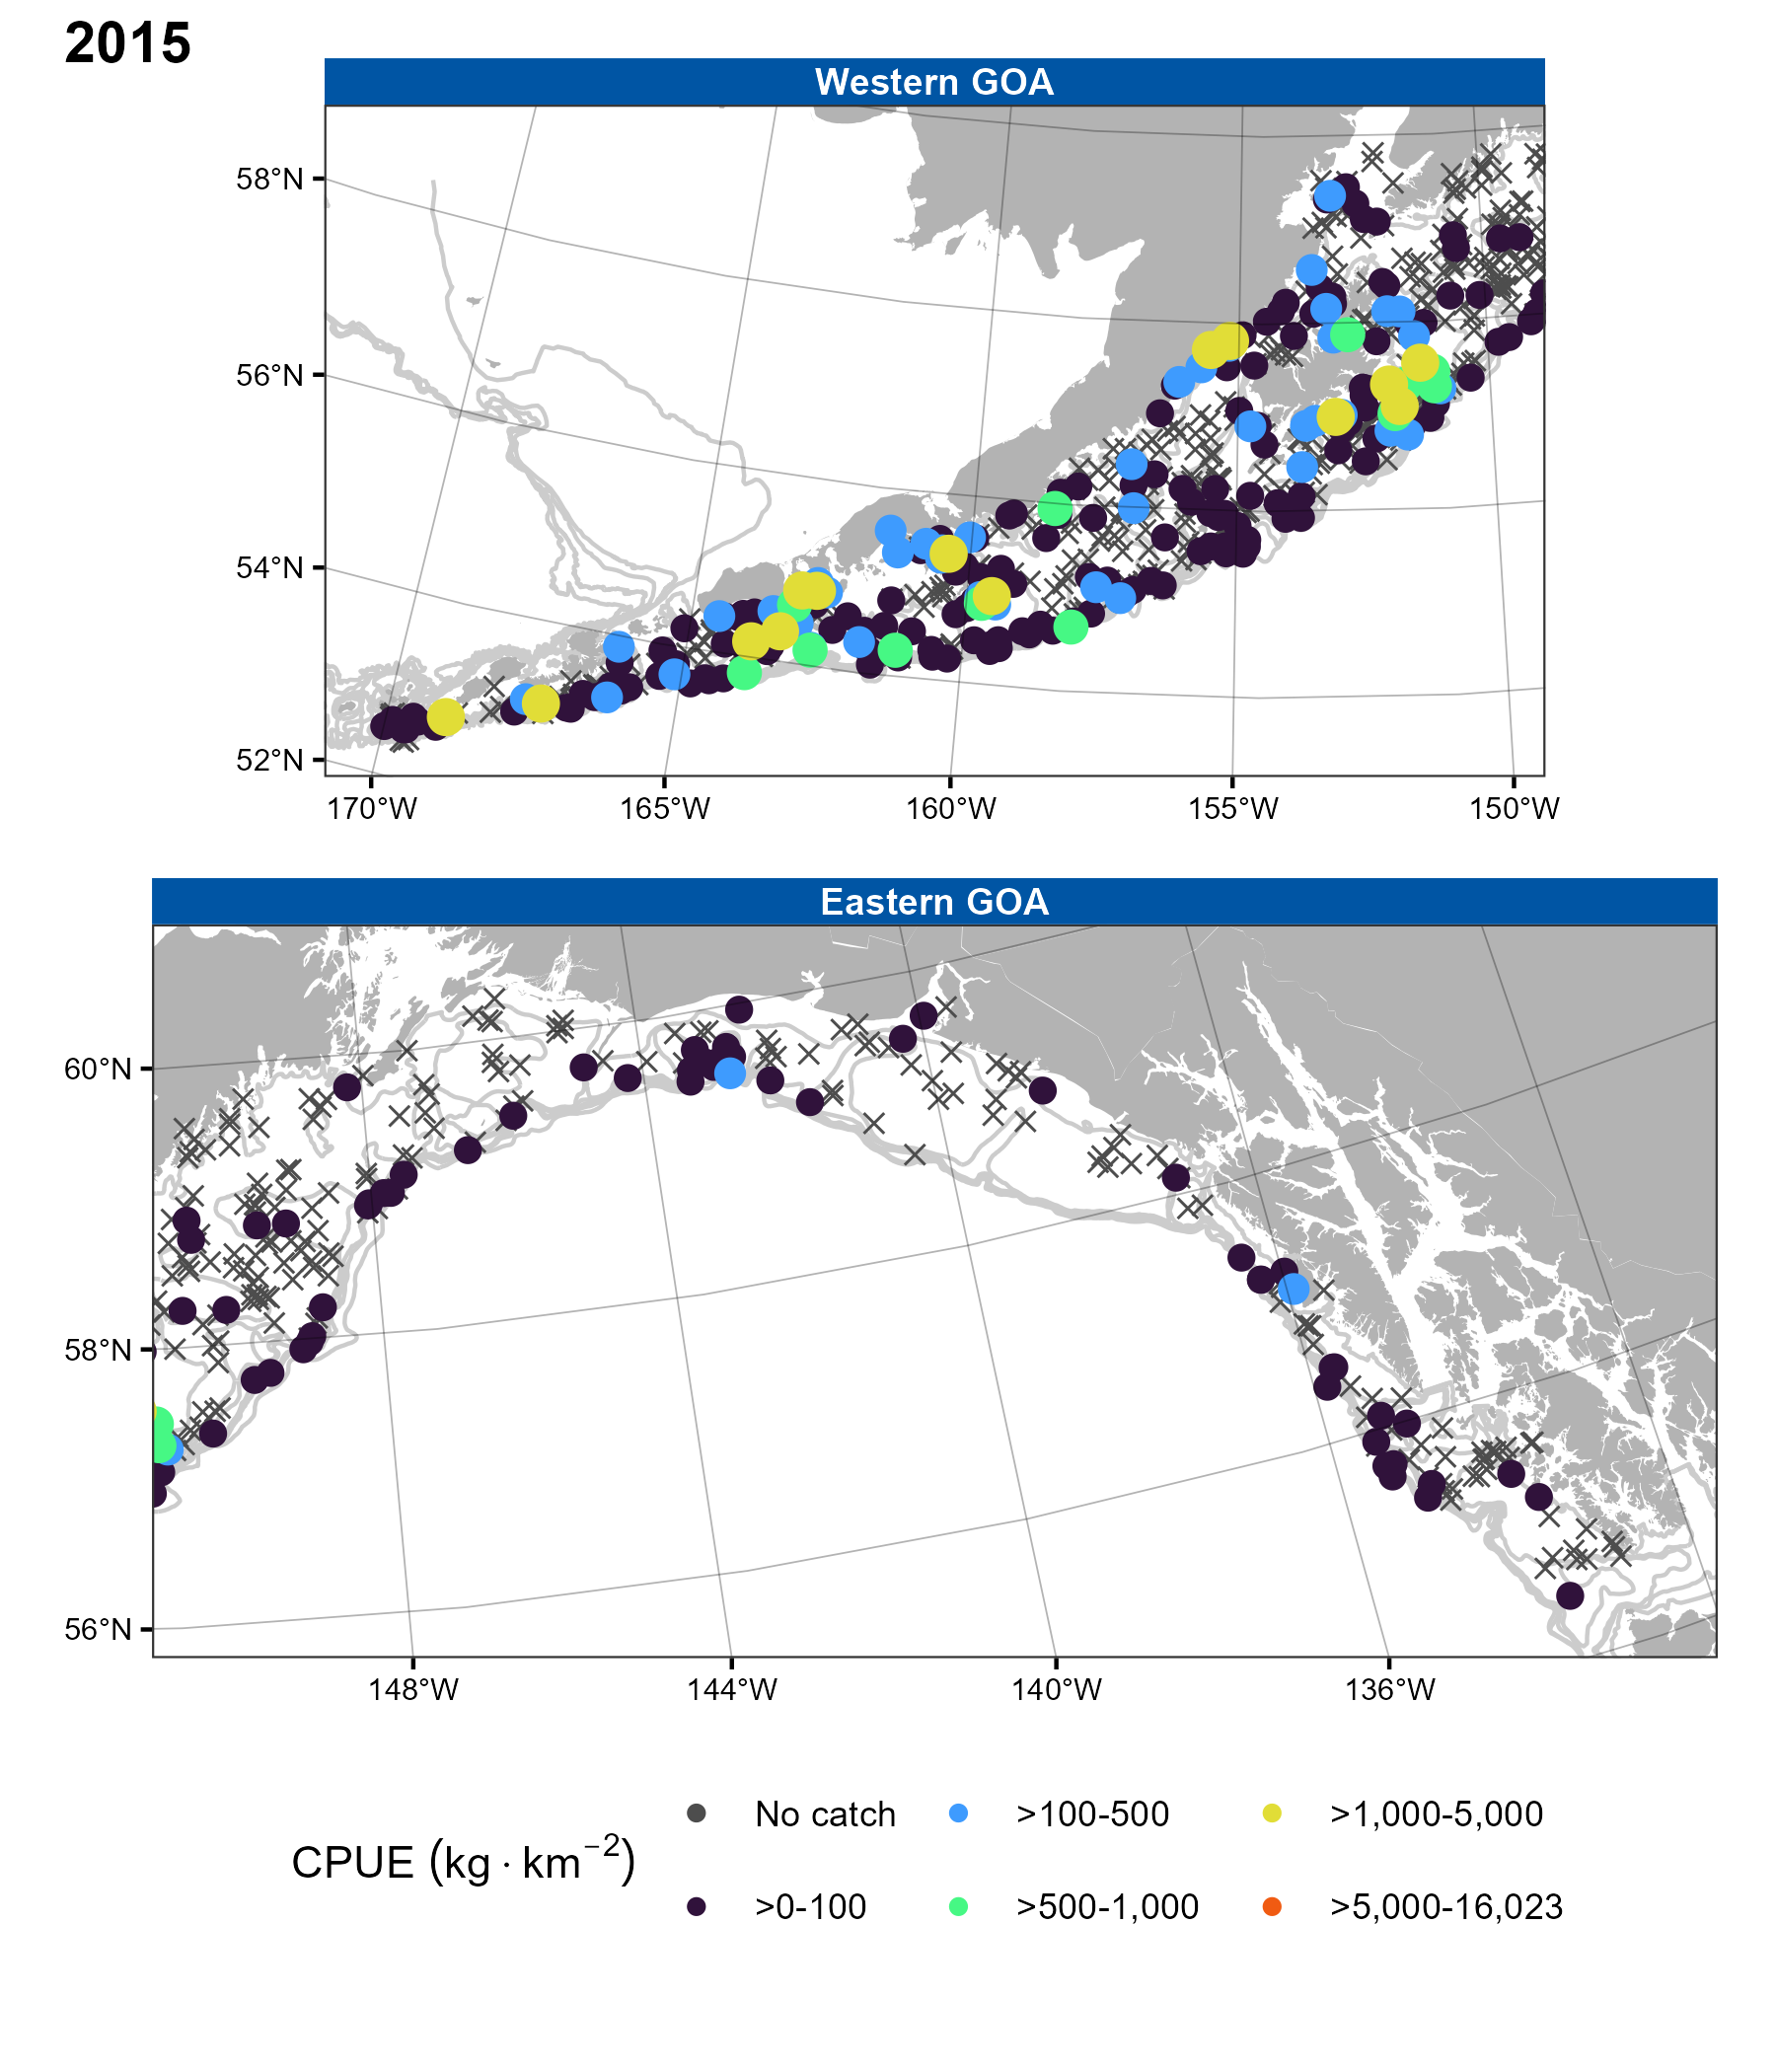 2015
Western GOA
58°N
56°N
54°N
52°N
170°W 165°W 160°W 155°W 150°W
Eastern GOA
60°N
58°N
56°N
148°W 144°W 140°W 136°W
CPUE (kg · km⁻²)
No catch >100-500 >1,000-5,000
>0-100 >500-1,000 >5,000-16,023